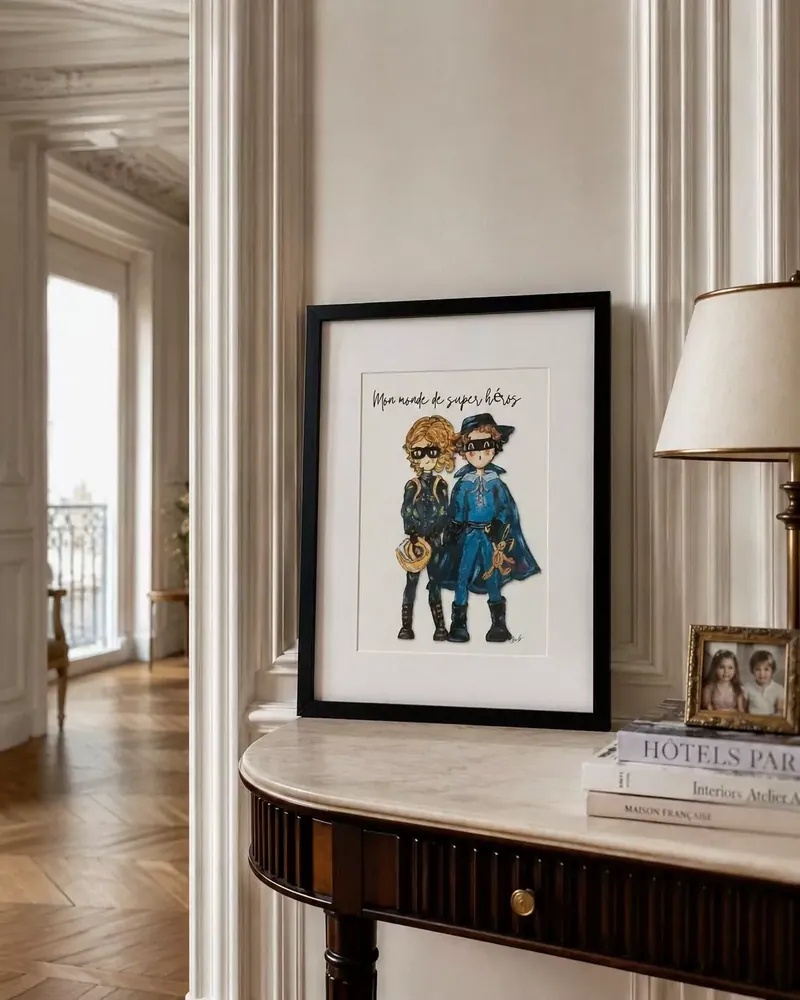 Mon monde de super héros
HÔTELS PAR
Interiors Atelier A
MAISON FRANÇAISE